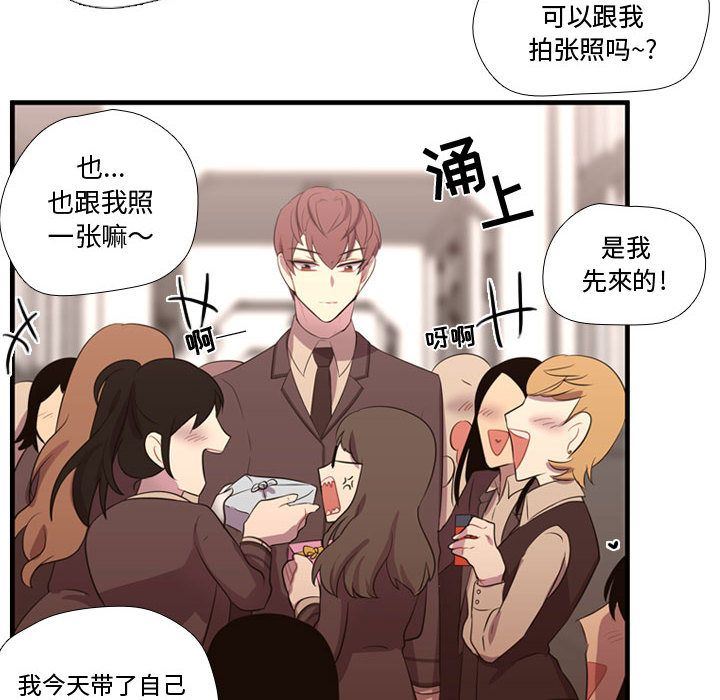 可以跟我
拍张照吗~?
也...
也跟我照
一张嘛~
涌上
是我
先來的!
啊—
呀啊
我今天带了自己